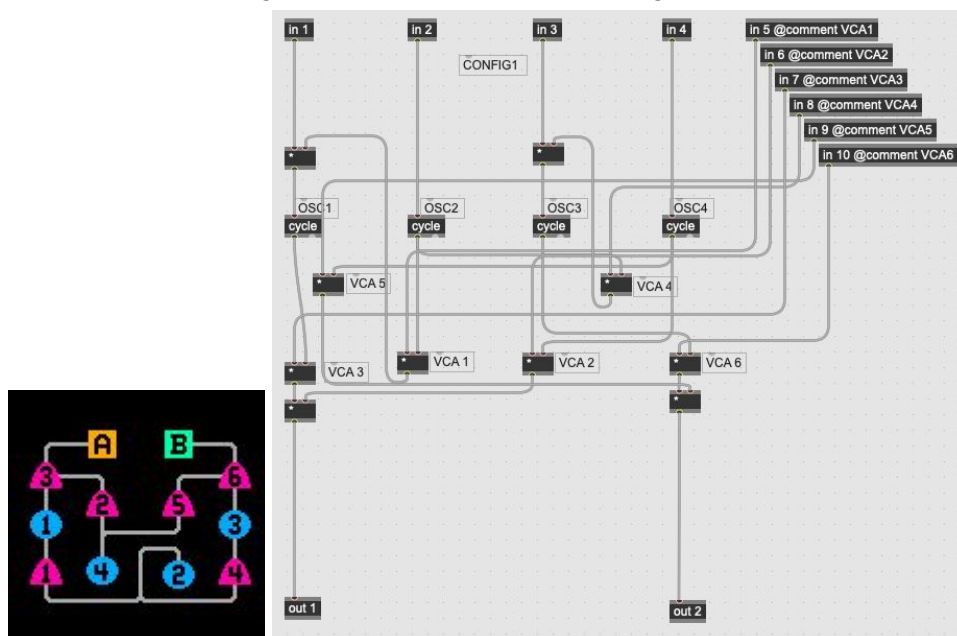 in 1
in 2
in 3
in 4
in 5 @comment VCA1
in 6 @comment VCA2
CONFIG1
in 7 @comment VCA3
in 8 @comment VCA4
in 9 @comment VCA5
in 10 @comment VCA6
*
*
OSC1
OSC2
OSC3
OSC4
cycle
cycle
cycle
cycle
*
VCA 5
*
VCA 4
*
VCA 3
*
VCA 1
*
VCA 2
*
VCA 6
*
*
out 1
out 2
A
B
3
6
2
5
1
3
1
4
2
4